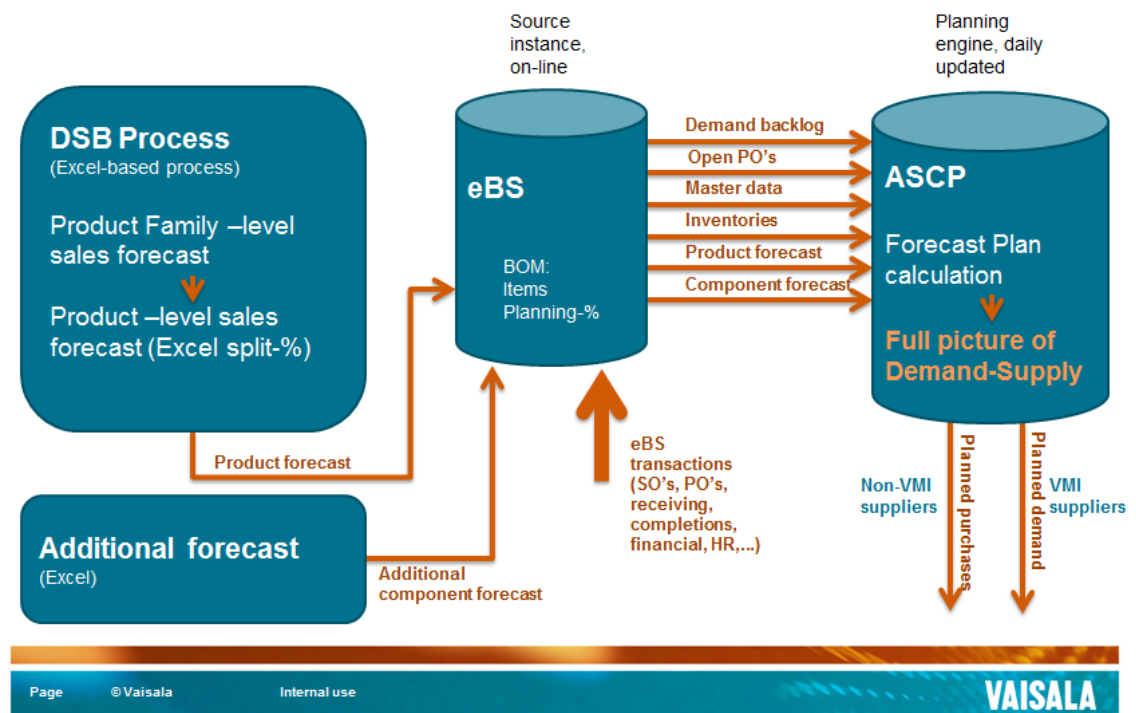 Source
instance,
on-line
Planning
engine, daily
updated
DSB Process
(Excel-based process)
Product Family –level
sales forecast
Product –level sales
forecast (Excel split-%)
eBS
BOM:
Items
Planning-%
Demand backlog
Open PO's
Master data
Inventories
Product forecast
Component forecast
ASCP
Forecast Plan
calculation
Full picture of
Demand-Supply
Product forecast
Additional forecast
(Excel)
Additional
component forecast
eBS
transactions
(SO's, PO's,
receiving,
completions,
financial, HR,...)
Non-VMI
suppliers
Planned purchases
Planned demand
VMI
suppliers
Page © Vaisala Internal use
VAISALA